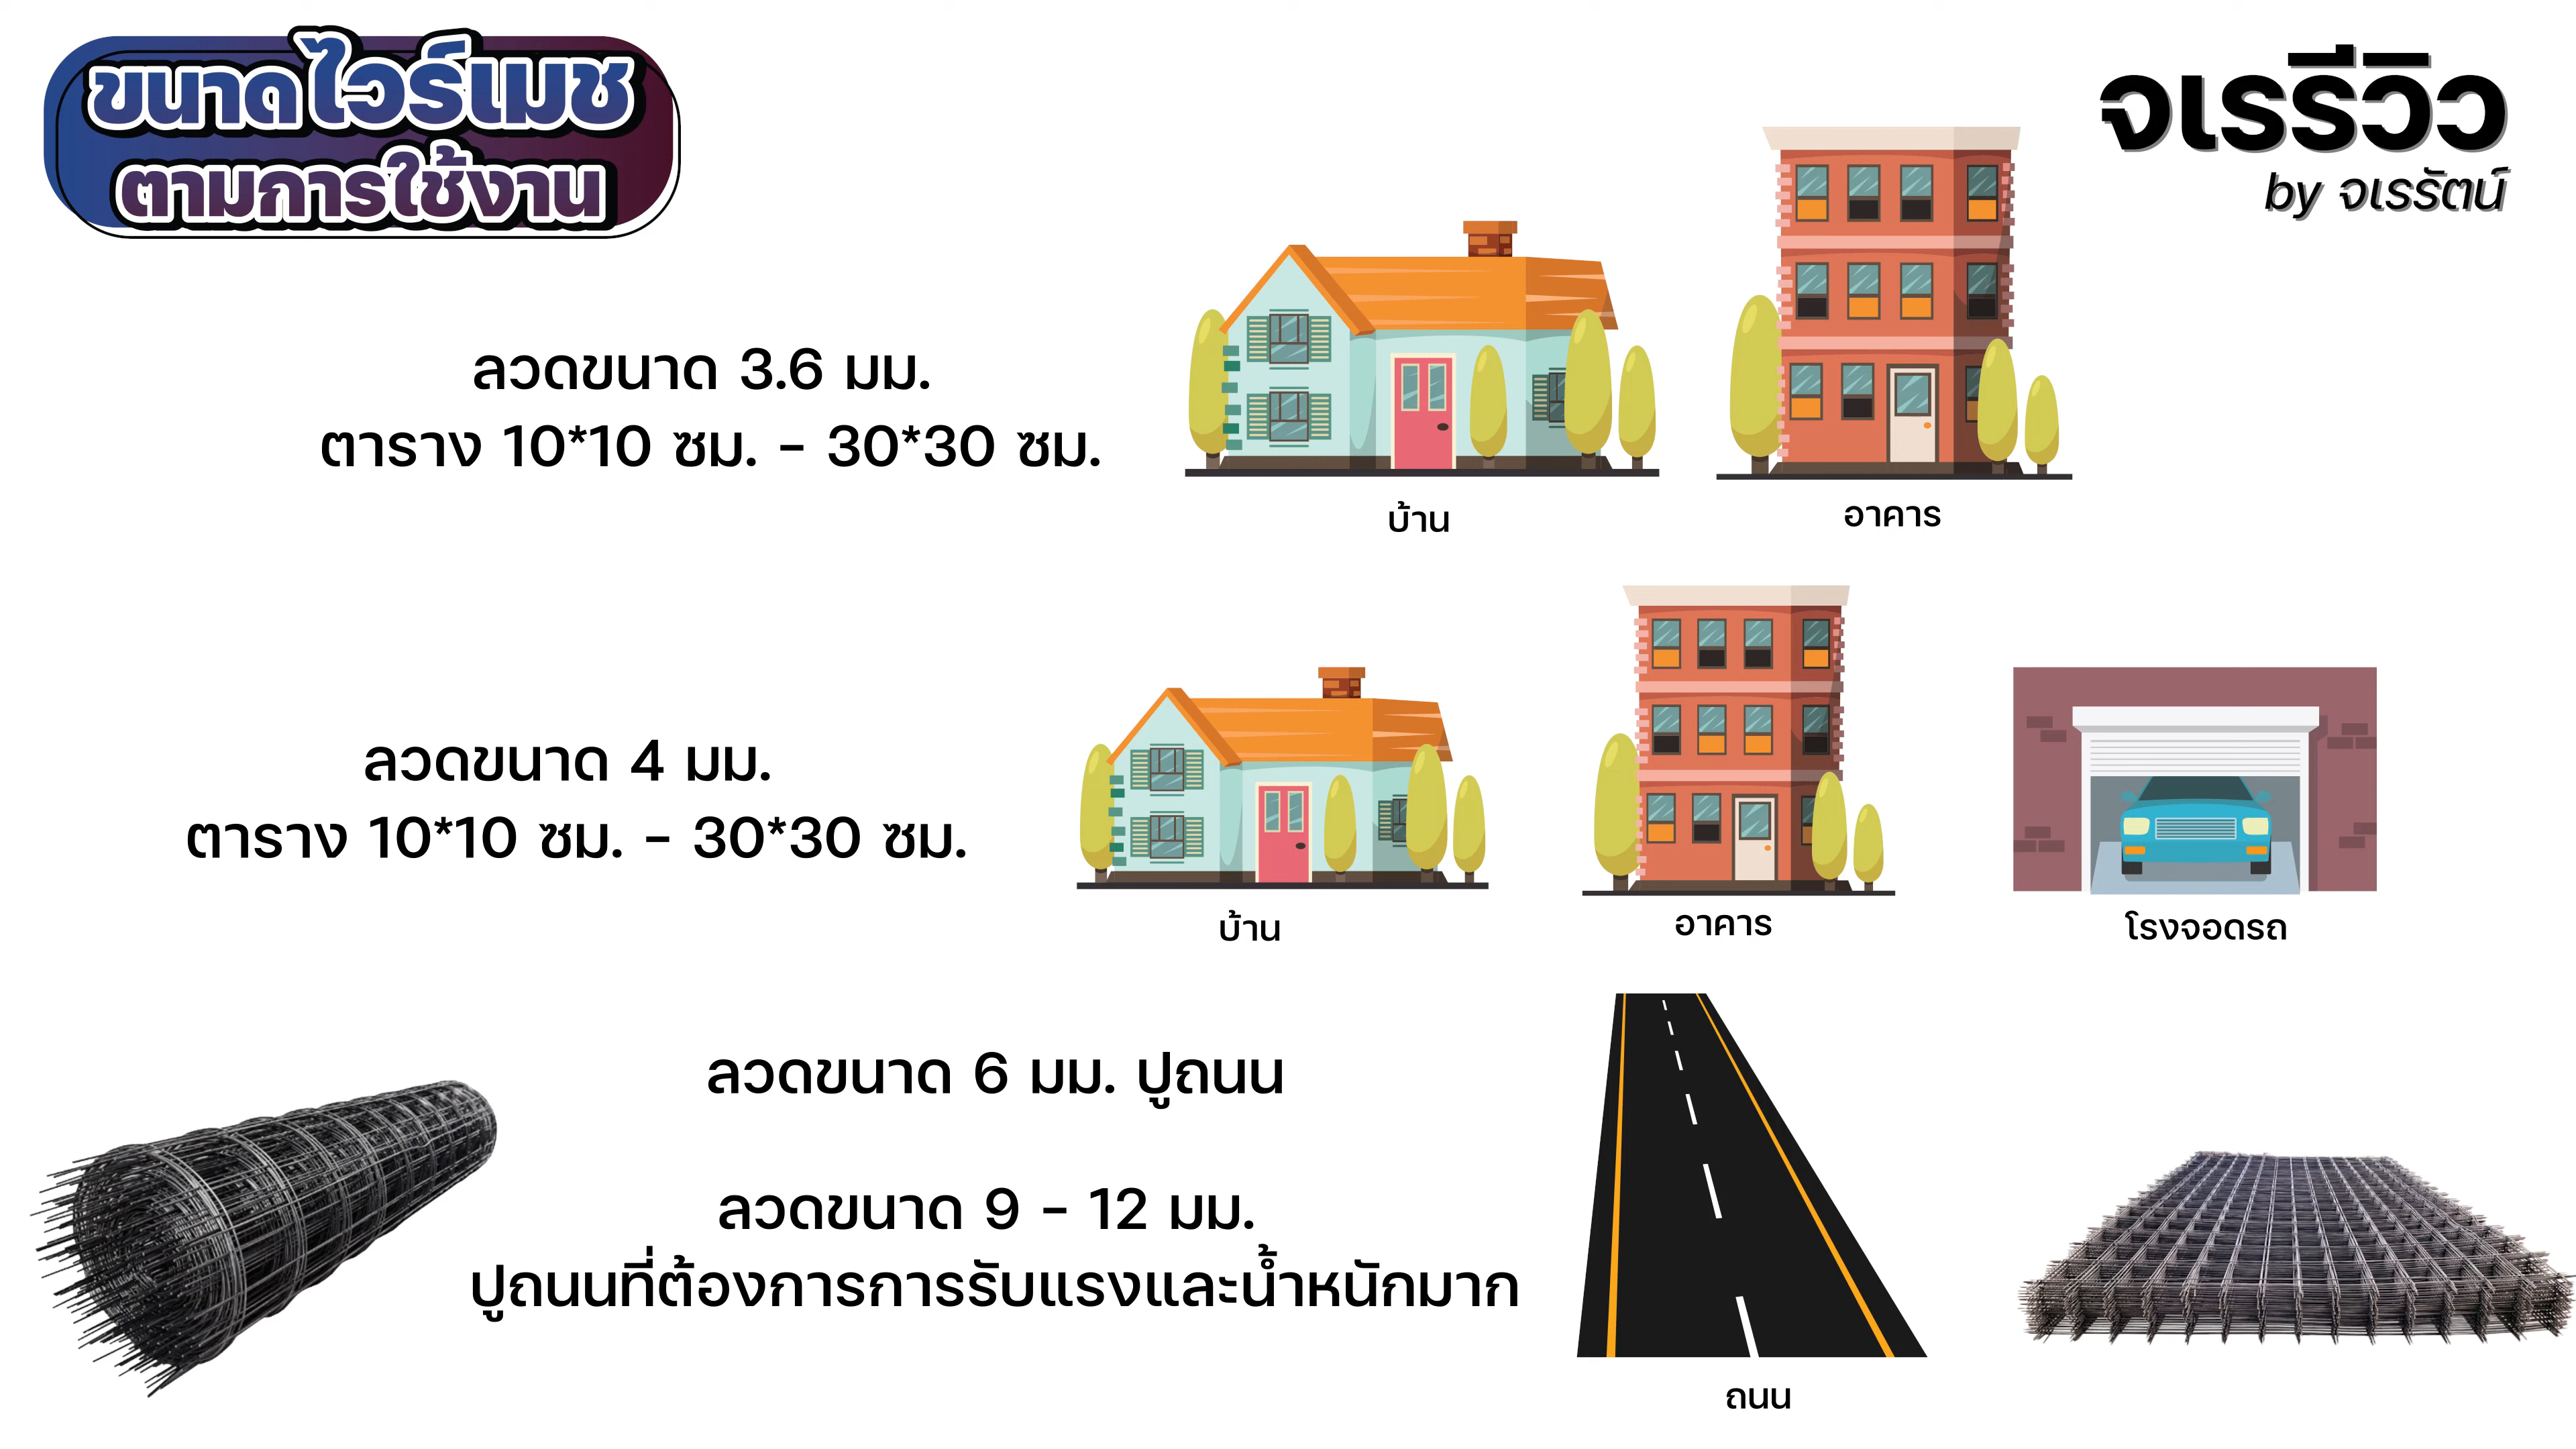 ขนาดไวร์เมช
ตามการใช้งาน
จเรรีวิว
by จเรรัตน์
ลวดขนาด 3.6 มม.
ตาราง 10*10 ซม. - 30*30 ซม.
บ้าน
อาคาร
ลวดขนาด 4 มม.
ตาราง 10*10 ซม. - 30*30 ซม.
บ้าน
อาคาร
โรงจอดรถ
ลวดขนาด 6 มม. ปูถนน
ลวดขนาด 9 - 12 มม.
ปูถนนที่ต้องการการรับแรงและน้ำหนักมาก
ถนน